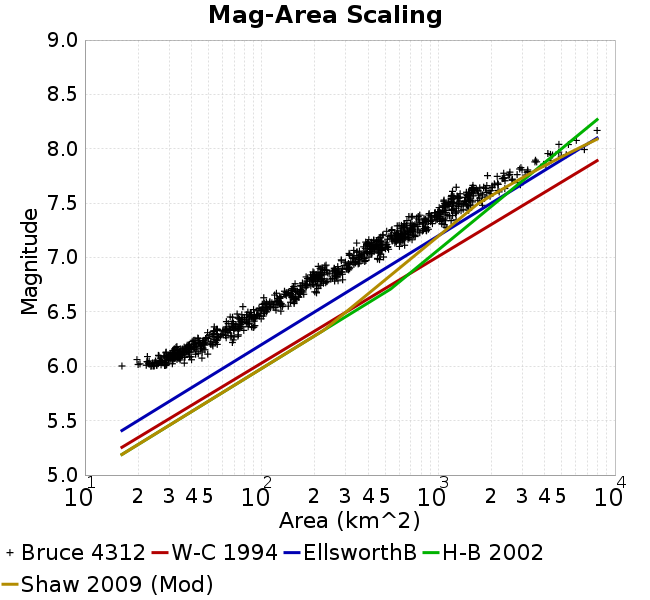 Mag-Area Scaling
9.0
8.5
8.0
7.5
7.0
6.5
6.0
5.5
5.0
Magnitude
10^1 2 3 4 5 10^2 2 3 4 5 10^3 2 3 4 5 10^4
Area (km^2)
+ Bruce 4312 W-C 1994 EllsworthB H-B 2002
Shaw 2009 (Mod)